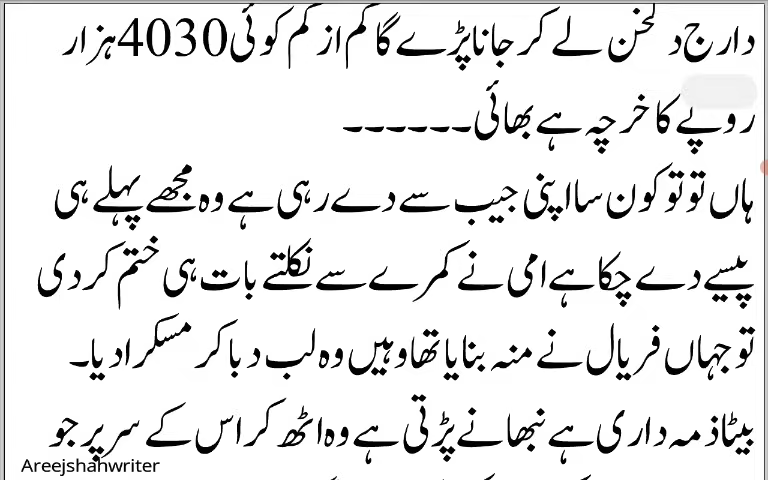 دارج دلخن لے کر جانا پڑے گا کم از کم کوئی 4030 ہزار
روپے کا خرچہ ہے بھائی۔۔۔۔۔۔
ہاں تو تو کون سا اپنی جیب سے دے رہی ہے وہ مجھے پہلے ہی
پیسے دے چکا ہے امی نے کمرے سے نکلتے بات ہی ختم کر دی
تو جہاں فریال نے منہ بنایا تھا وہیں وہ لب دبا کر مسکرا دیا۔
بیٹا ذمہ داری ہے نبھانے پڑتی ہے وہ اٹھ کر اس کے سر پر جو
Areejshahwriter